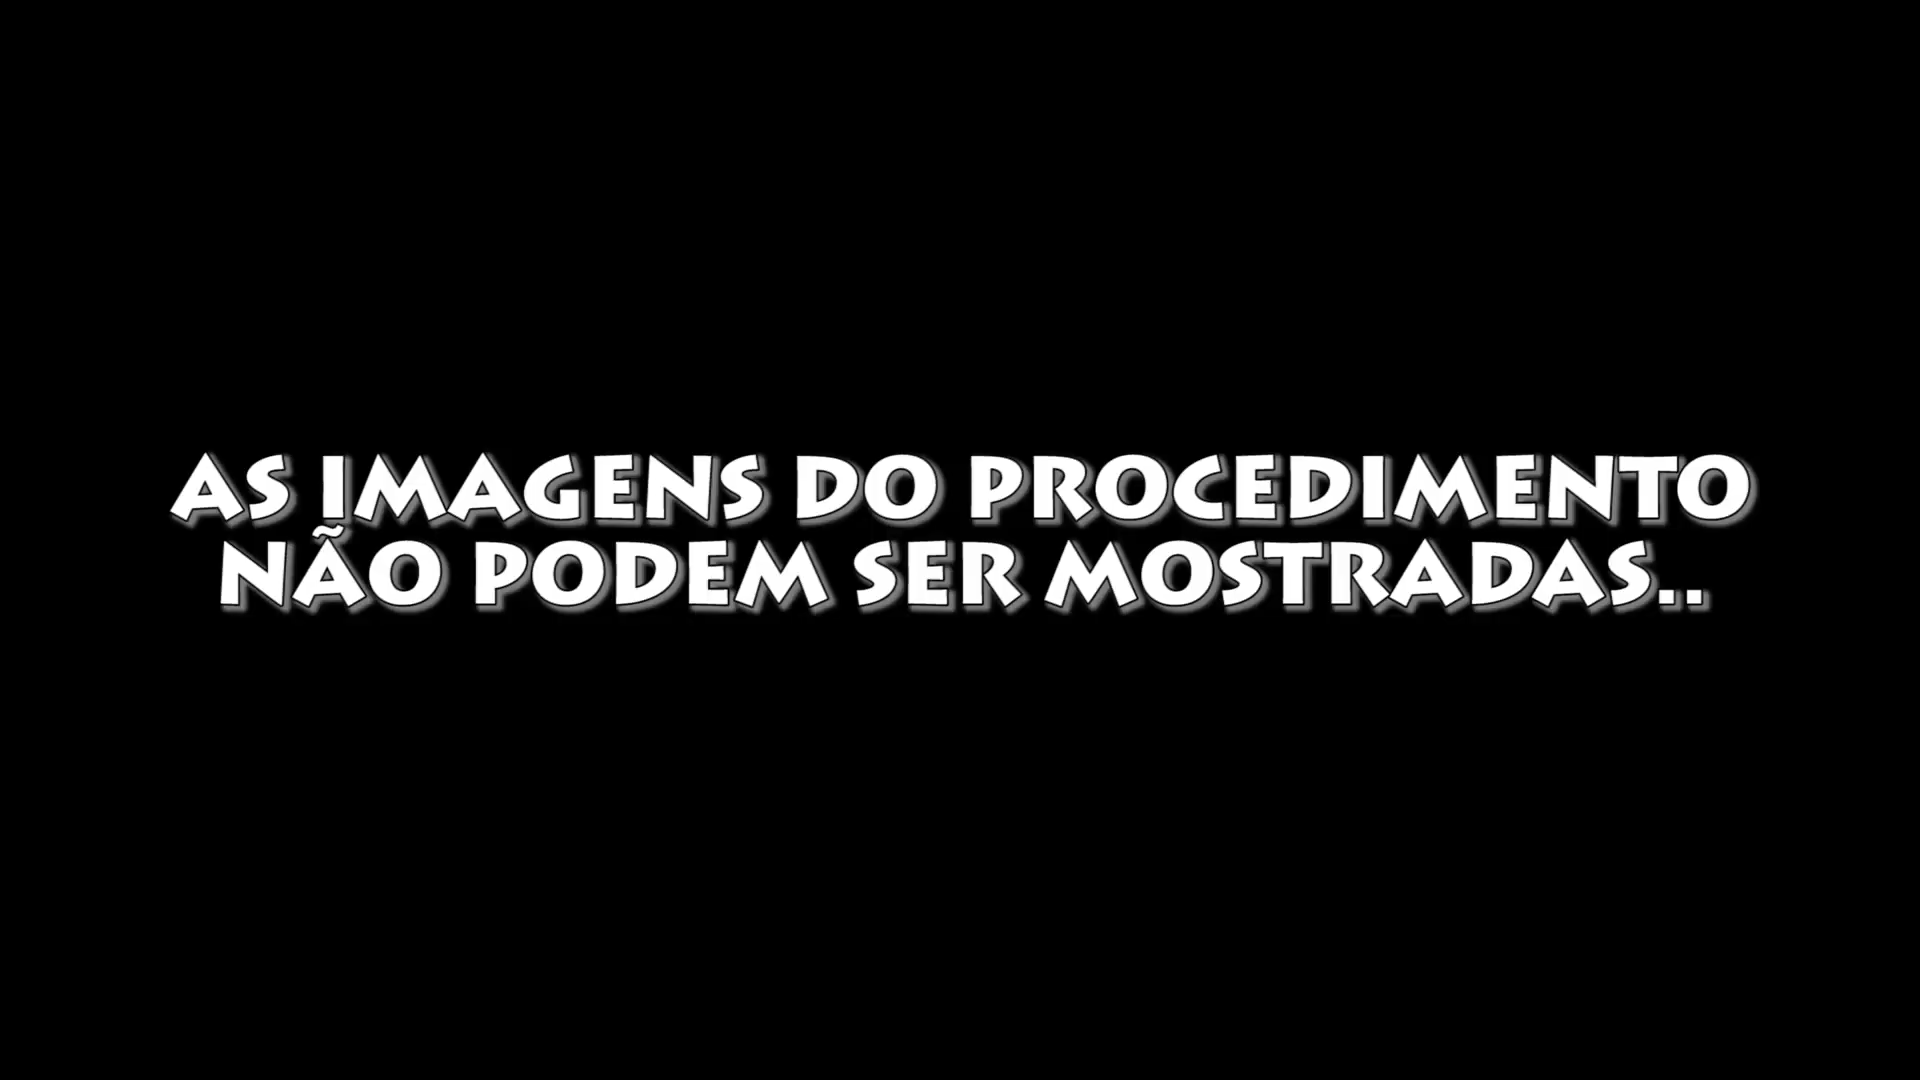 AS IMAGENS DO PROCEDIMENTO
NÃO PODEM SER MOSTRADAS..